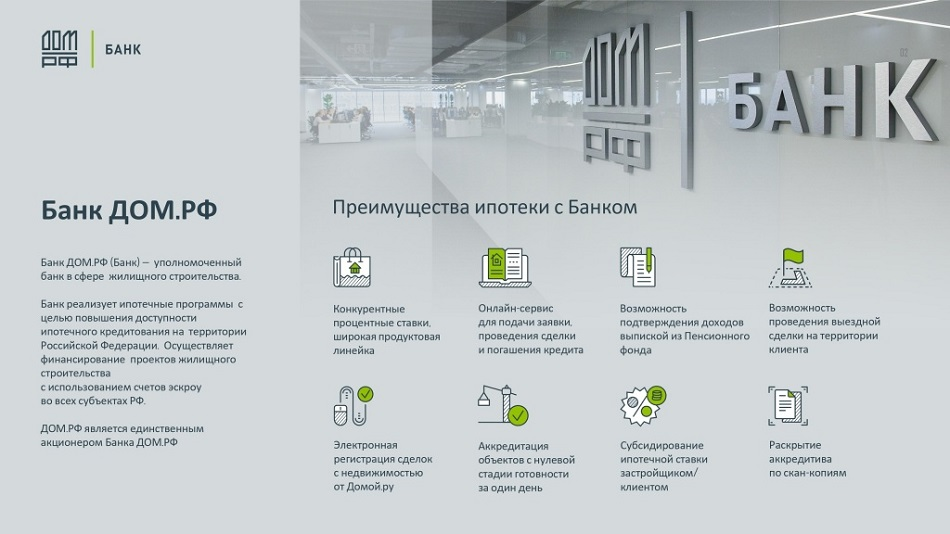 ДОМ
РФ
БАНК
ДОМ
РФ
БАНК
Банк ДОМ.РФ
Банк ДОМ.РФ (Банк) – уполномоченный
банк в сфере жилищного строительства.
Банк реализует ипотечные программы с
целью повышения доступности
ипотечного кредитования на территории
Российской Федерации. Осуществляет
финансирование проектов жилищного
строительства
с использованием счетов эскроу
во всех субъектах РФ.
ДОМ.РФ является единственным
акционером Банка ДОМ.РФ
Преимущества ипотеки с Банком
Конкурентные
процентные ставки,
широкая продуктовая
линейка
Онлайн-сервис
для подачи заявки,
проведения сделки
и погашения кредита
Возможность
подтверждения доходов
выпиской из Пенсионного
фонда
Возможность
проведения выездной
сделки на территории
клиента
Электронная
регистрация сделок
с недвижимостью
от Домой.ру
Аккредитация
объектов с нулевой
стадии готовности
за один день
Субсидирование
ипотечной ставки
застройщиком/
клиентом
Раскрытие
аккредитива
по скан-копиям